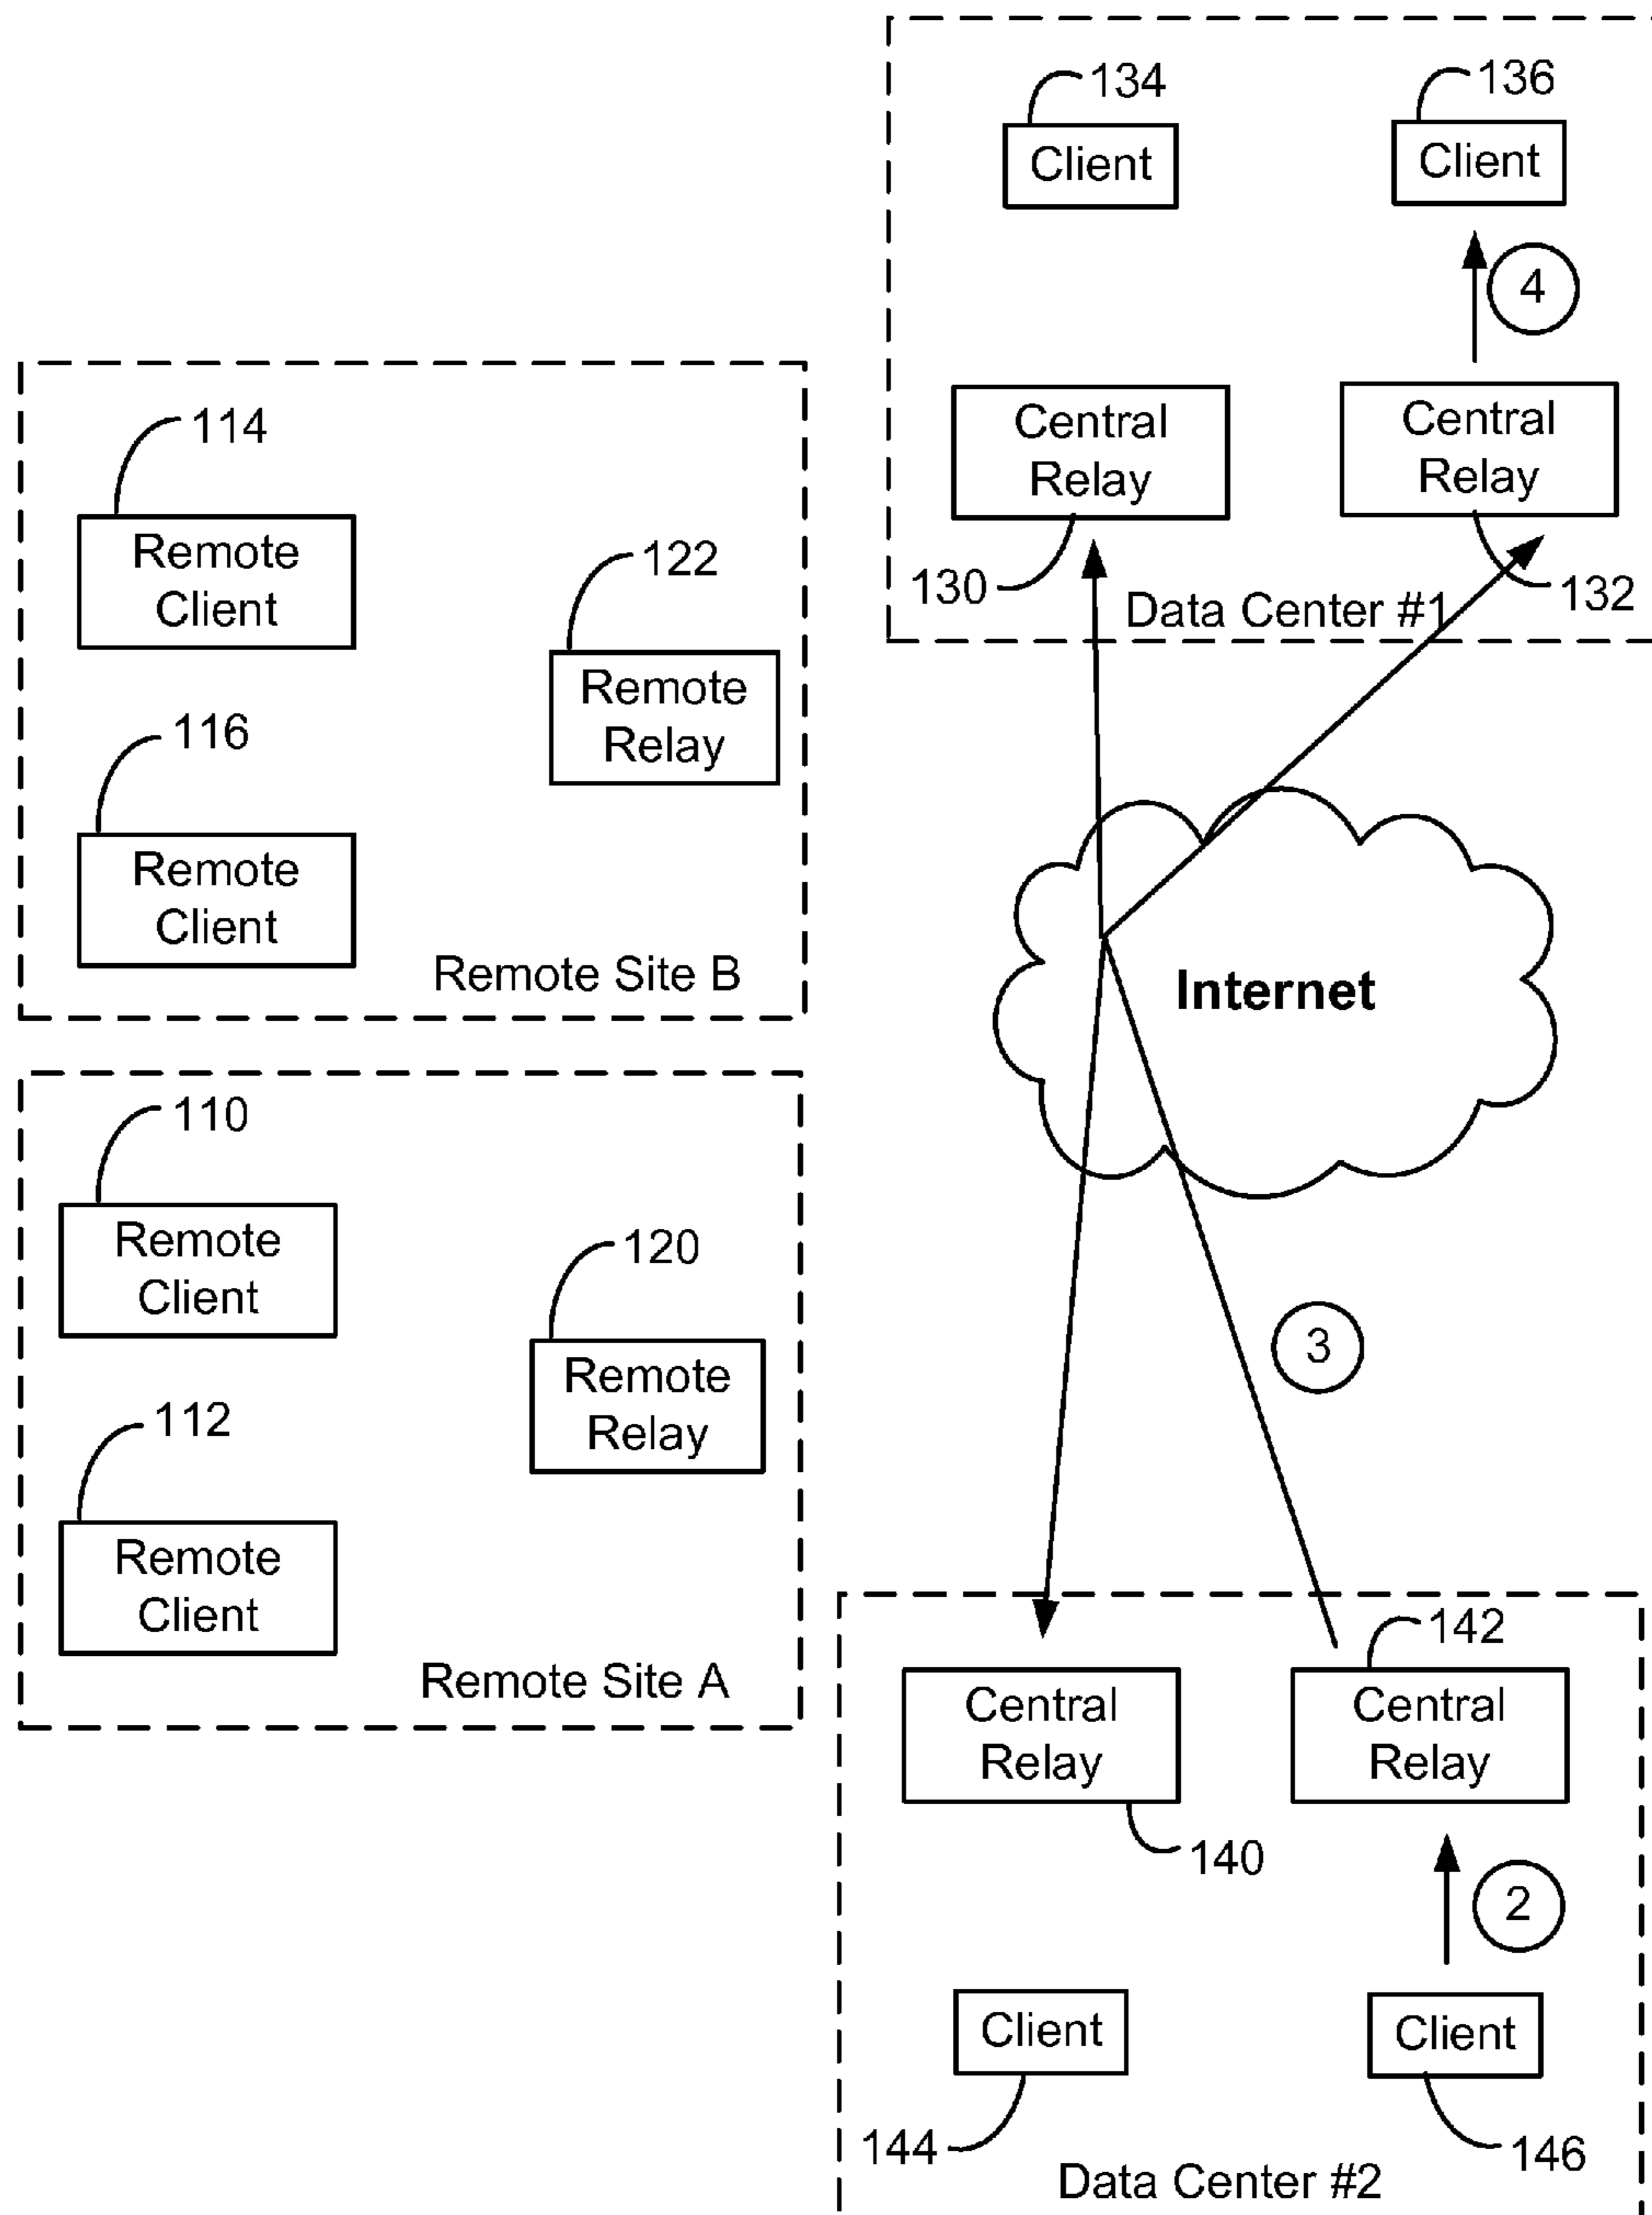 134
136
Client
Client
4
Central
Relay
Central
Relay
130
132
Data Center #1
114
Remote
Client
122
Remote
Relay
116
Remote
Client
Remote Site B
Internet
110
Remote
Client
120
Remote
Relay
112
Remote
Client
Remote Site A
3
142
Central
Relay
Central
Relay
140
2
Client
Client
144
146
Data Center #2